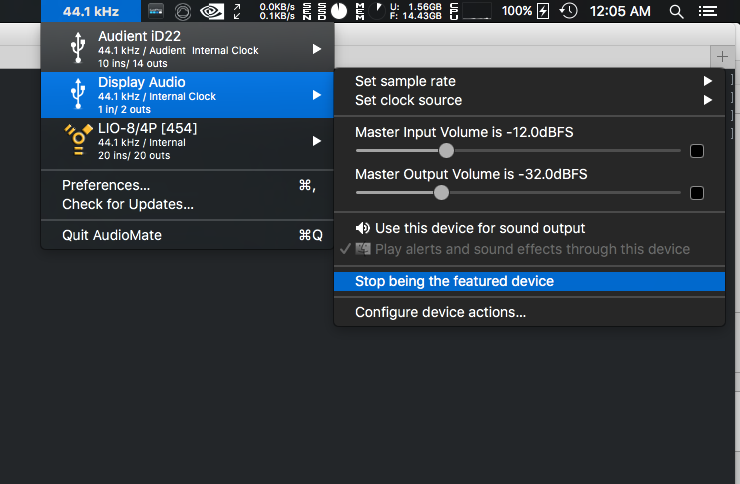 44.1 kHz
0.0KB/s
0.1KB/s
SEN
SSD
MEM
U: 1.56GB
F: 14.43GB
CPU
100%
12:05 AM
Audient iD22
44.1 kHz / Audient Internal Clock
10 ins/ 14 outs
Display Audio
44.1 kHz / Internal Clock
1 in/ 2 outs
LIO-8/4P [454]
44.1 kHz / Internal
20 ins/ 20 outs
Preferences... ⌘,
Check for Updates...
Quit AudioMate ⌘Q
Set sample rate
Set clock source
Master Input Volume is -12.0dBFS
Master Output Volume is -32.0dBFS
Use this device for sound output
✓ Play alerts and sound effects through this device
Stop being the featured device
Configure device actions...